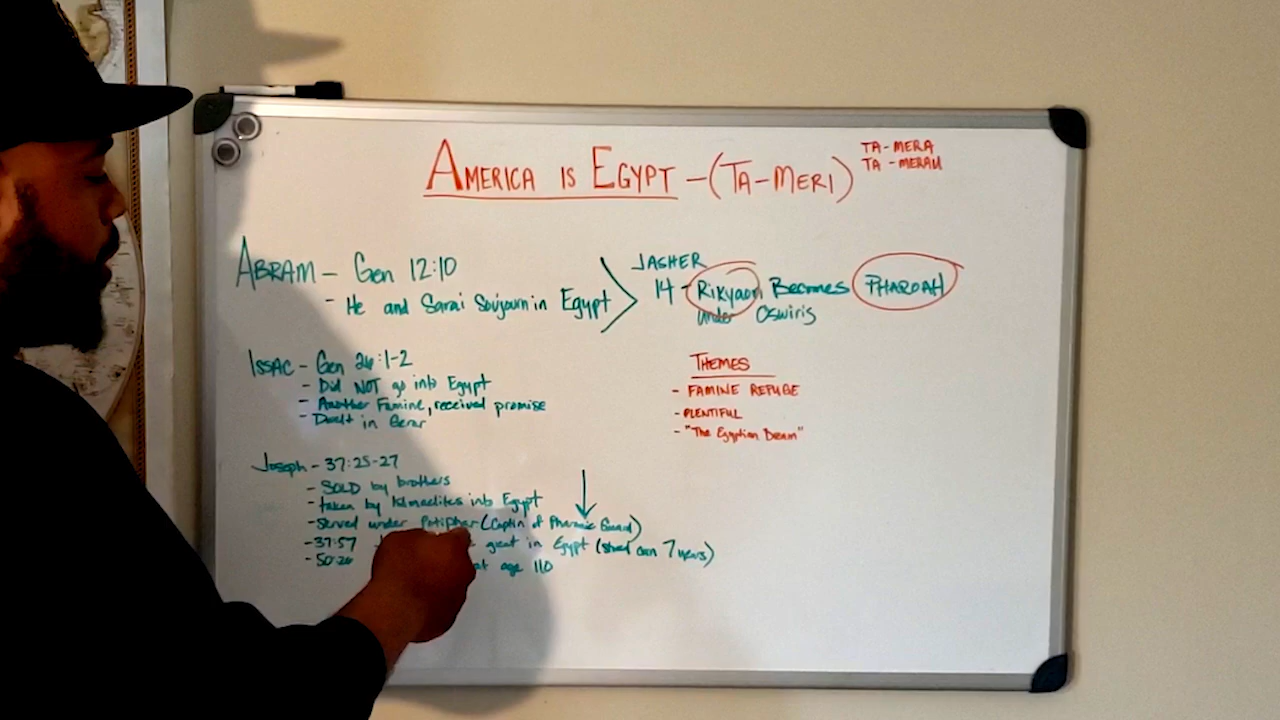 AMERICA IS EGYPT - (TA-MERI)
TA-MERA
TA-MERAU
ABRAM - Gen 12:10
- He and Sarai Sojourn in Egypt
JASHER
14 - Rikyaon Becomes PHAROAH
under Oswiris
ISSAC - Gen 26:1-2
- Did NOT go into Egypt
- Another Famine, received promise
- Dwelt in Gerar
THEMES
- FAMINE REFUGE
- PLENTIFUL
- "The Egyptian Dream"
Joseph - 37:25-27
- SOLD by brothers
- taken by Ishmaelites into Egypt
- Served under Potiphar (Captin of Guard)
- 37:57 great in Egypt (stored corn 7 years)
- 50:26 at age 110